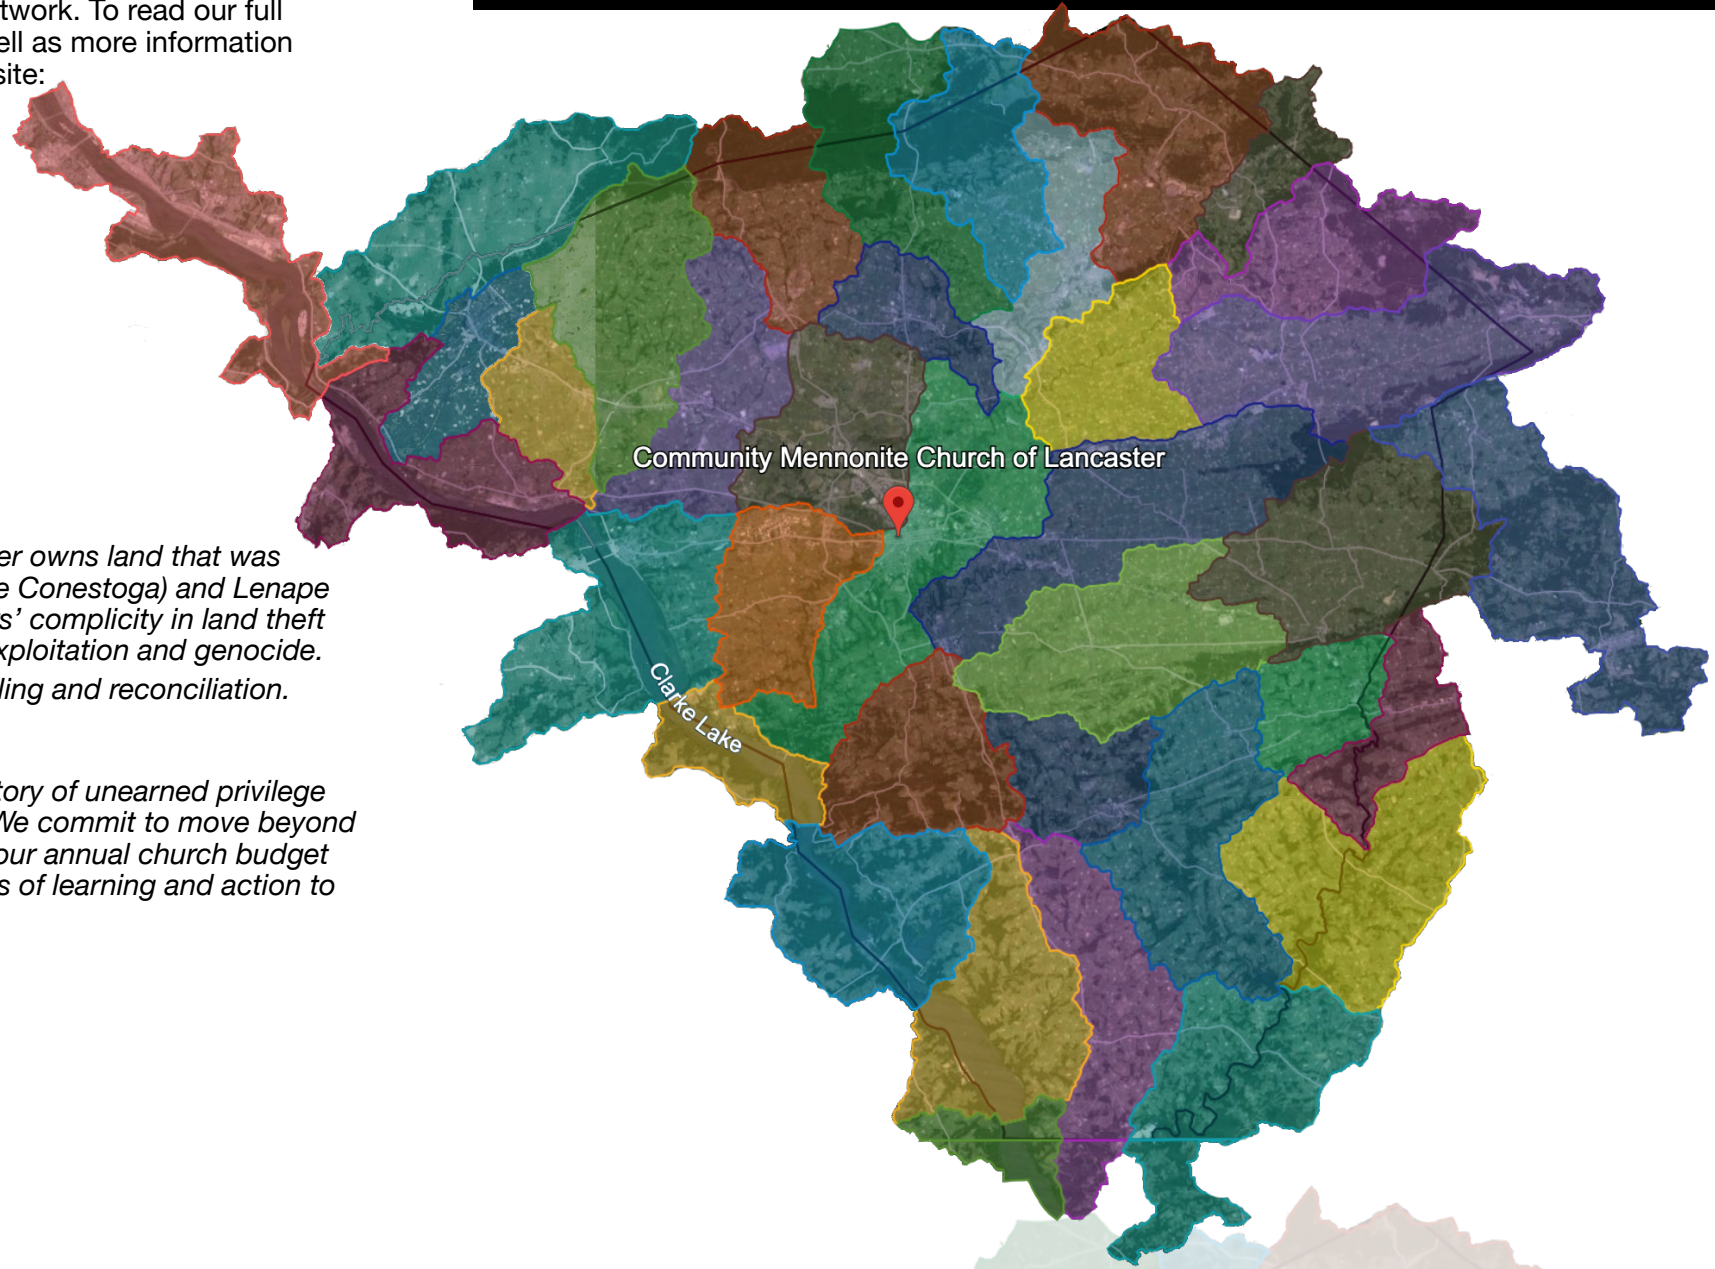 twork. To read our full
ell as more information
site:
Community Mennonite Church of Lancaster
er owns land that was
e Conestoga) and Lenape
rs’ complicity in land theft
xploitation and genocide.
ling and reconciliation.
Clarke Lake
tory of unearned privilege
We commit to move beyond
our annual church budget
s of learning and action to